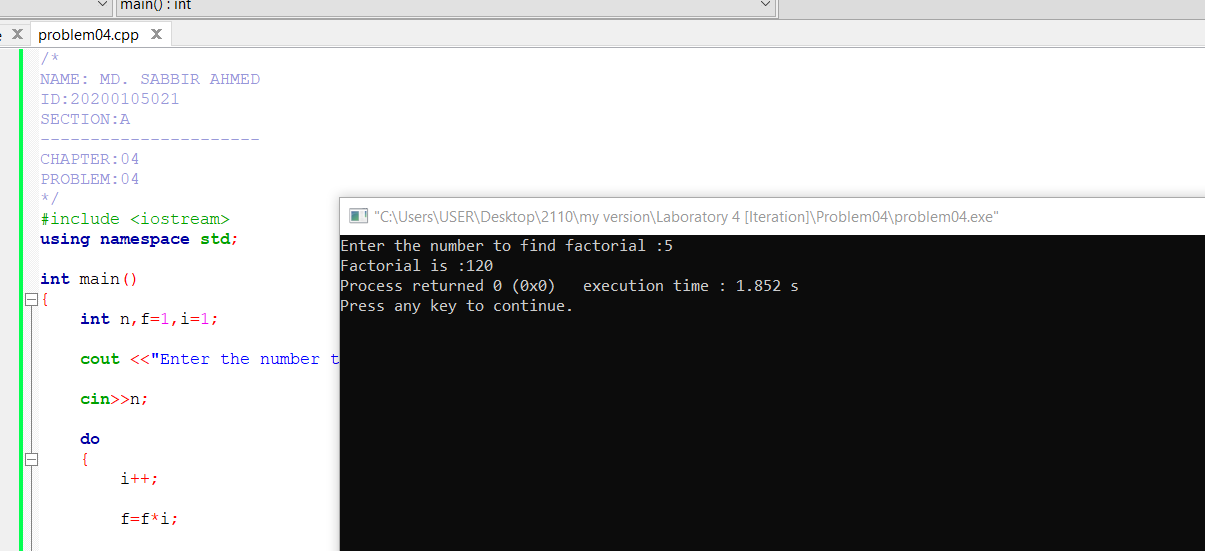 main() : int
problem04.cpp
/*
NAME: MD. SABBIR AHMED
ID:20200105021
SECTION:A
----------------------
CHAPTER:04
PROBLEM:04
*/
#include <iostream>
using namespace std;
int main()
{
int n,f=1,i=1;
cout <<"Enter the number t
cin>>n;
do
{
i++;
f=f*i;
"C:\Users\USER\Desktop\2110\my version\Laboratory 4 [Iteration]\Problem04\problem04.exe"
Enter the number to find factorial :5
Factorial is :120
Process returned 0 (0x0)   execution time : 1.852 s
Press any key to continue.